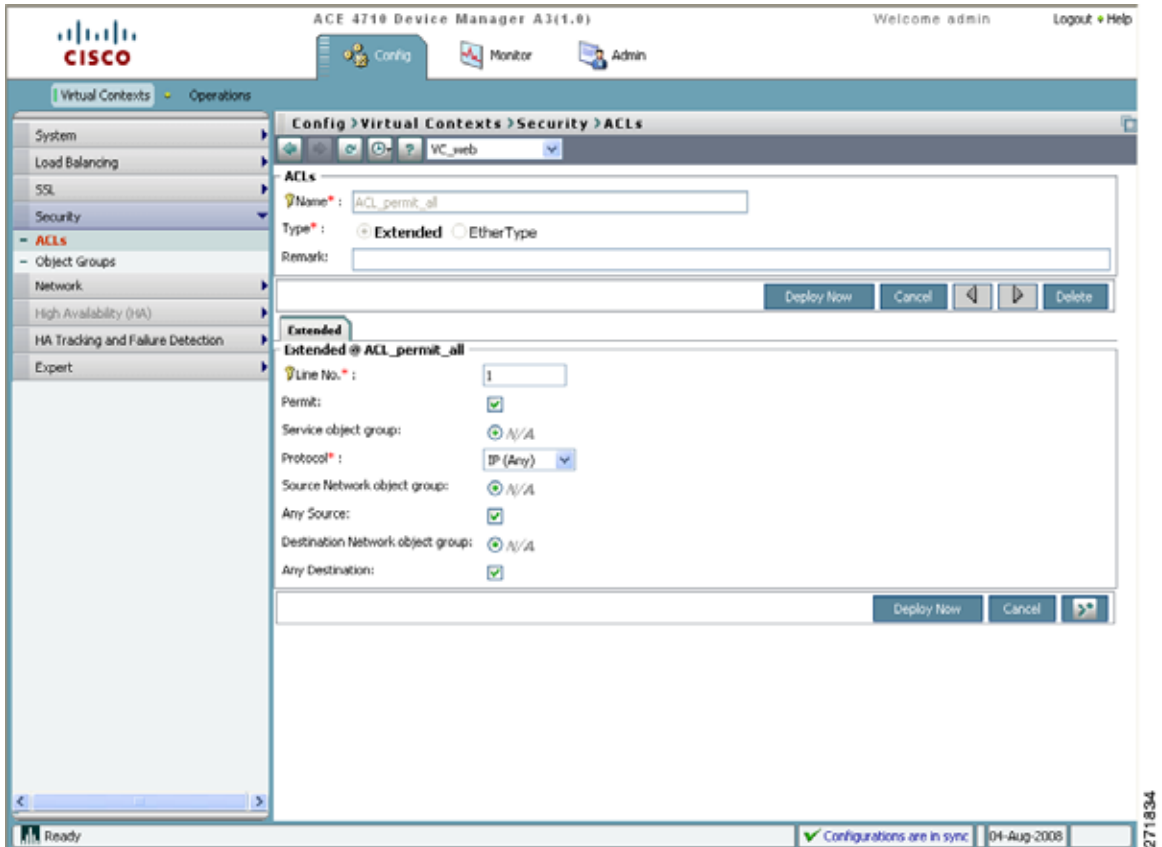 ACE 4710 Device Manager A3(1.0)
Welcome admin
Logout
Help
CISCO
Config
Monitor
Admin
Virtual Contexts
Operations
System
Load Balancing
SSL
Security
ACLs
Object Groups
Network
High Availability (HA)
HA Tracking and Failure Detection
Expert
Config > Virtual Contexts > Security > ACLs
? VC_web
ACLs
Name* : ACL_permit_all
Type* : Extended EtherType
Remark:
Deploy Now Cancel Delete
Extended
Extended @ ACL_permit_all
Line No.* : 1
Permit:
Service object group: N/A
Protocol* : IP (Any)
Source Network object group: N/A
Any Source:
Destination Network object group: N/A
Any Destination:
Deploy Now Cancel
Ready
Configurations are in sync
04-Aug-2008
271834